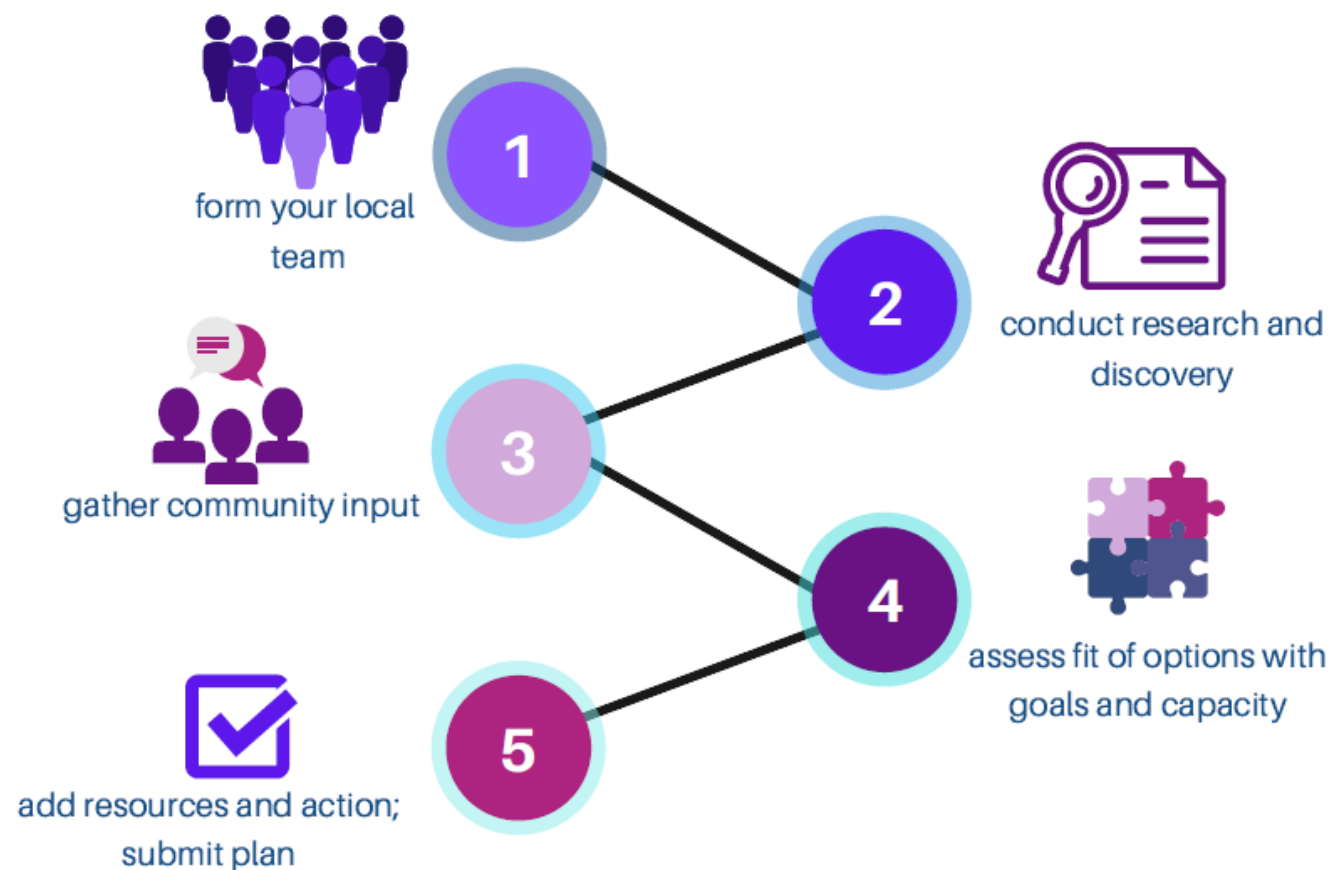 1
form your local
team
2
conduct research and
discovery
3
gather community input
4
assess fit of options with
goals and capacity
5
add resources and action;
submit plan